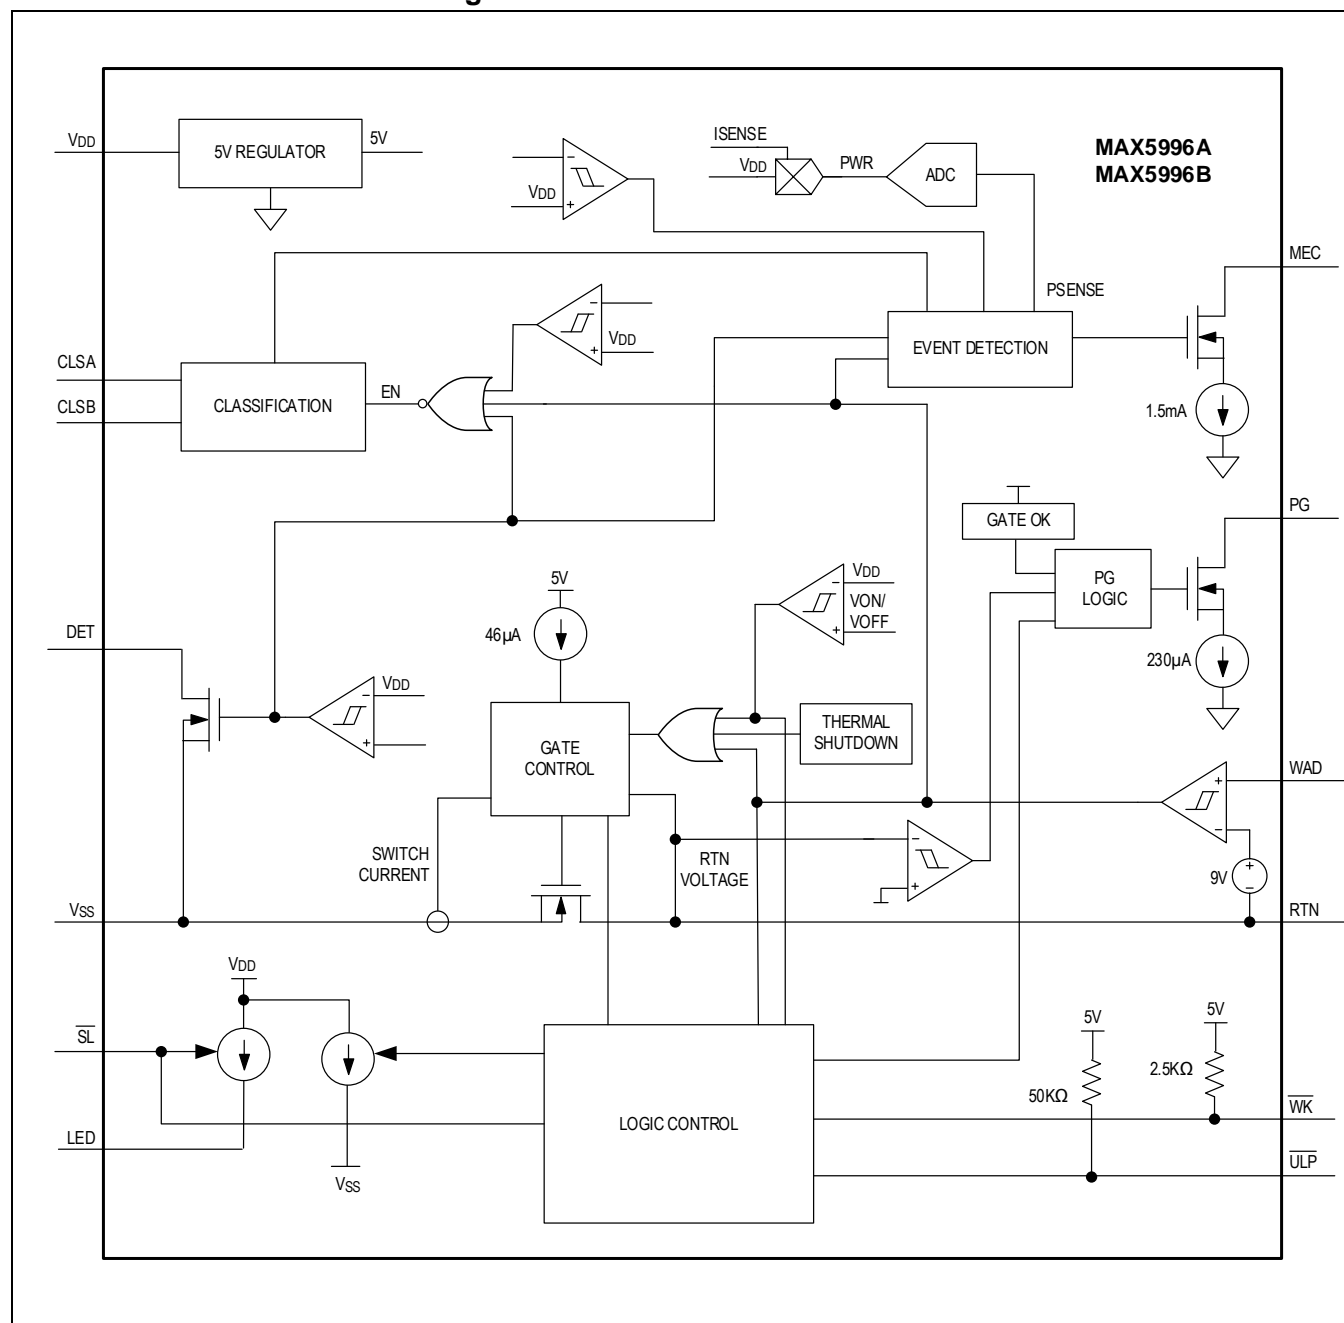 VDD
5V REGULATOR
5V
VDD
−
+
ISENSE
VDD
PWR
ADC
MAX5996A
MAX5996B
MEC
PSENSE
EVENT DETECTION
1.5mA
−
+
VDD
CLSA
CLSB
CLASSIFICATION
EN
GATE OK
PG
PG
LOGIC
230µA
5V
46µA
−
+
VDD
VON/
VOFF
DET
VDD
−
+
GATE
CONTROL
THERMAL
SHUTDOWN
WAD
+
−
9V
+
−
SWITCH
CURRENT
RTN
VOLTAGE
−
+
VSS
RTN
VDD
SL
LED
VSS
LOGIC CONTROL
5V
50KΩ
5V
2.5KΩ
WK
ULP